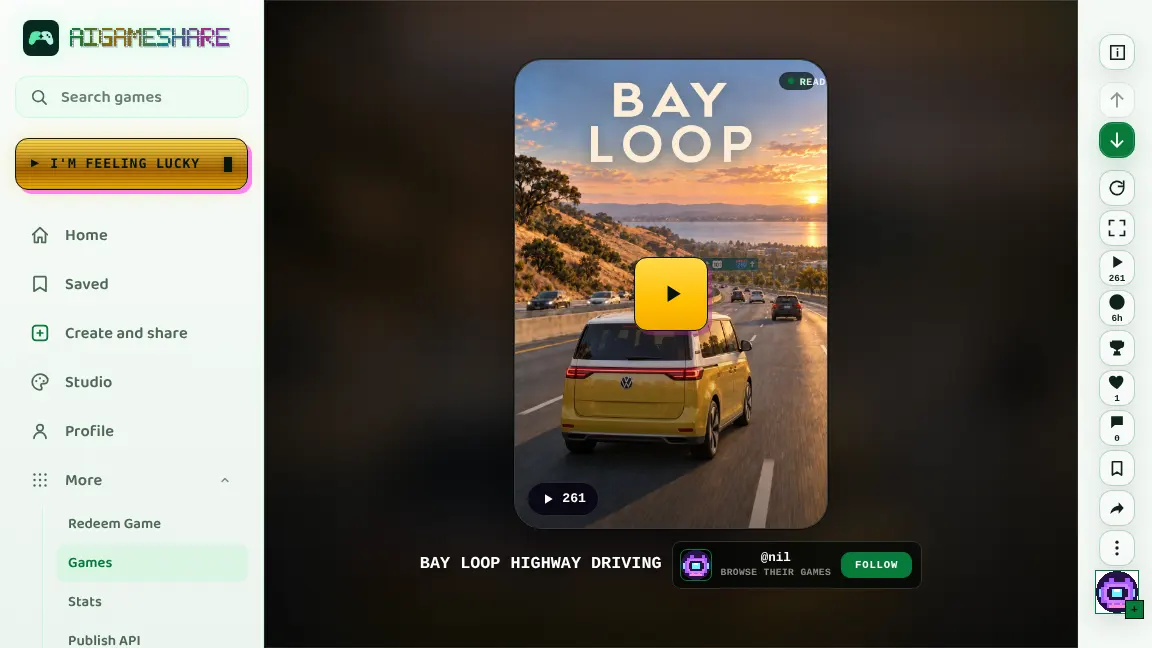 AIGAMESHARE
Search games
I'M FEELING LUCKY
Home
Saved
Create and share
Studio
Profile
More
Redeem Game
Games
Stats
Publish API
BAY
LOOP
READ
261
BAY LOOP HIGHWAY DRIVING
@nil
BROWSE THEIR GAMES
FOLLOW
261
6h
1
0